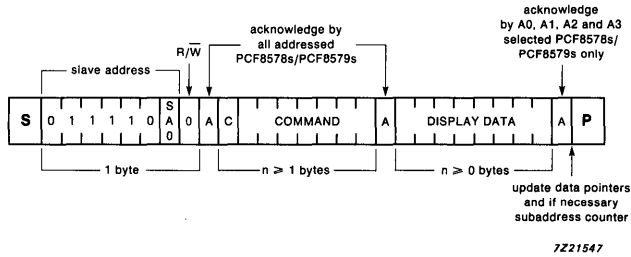 acknowledge
by A0, A1, A2 and A3
selected PCF8578s/
PCF8579s only
acknowledge by
all addressed
PCF8578s/PCF8579s
R/W̅
slave address
S 0 1 1 1 1 0 SA0 0 A C COMMAND A DISPLAY DATA A P
1 byte n ⩾ 1 bytes n ⩾ 0 bytes
update data pointers
and if necessary
subaddress counter
7Z21547